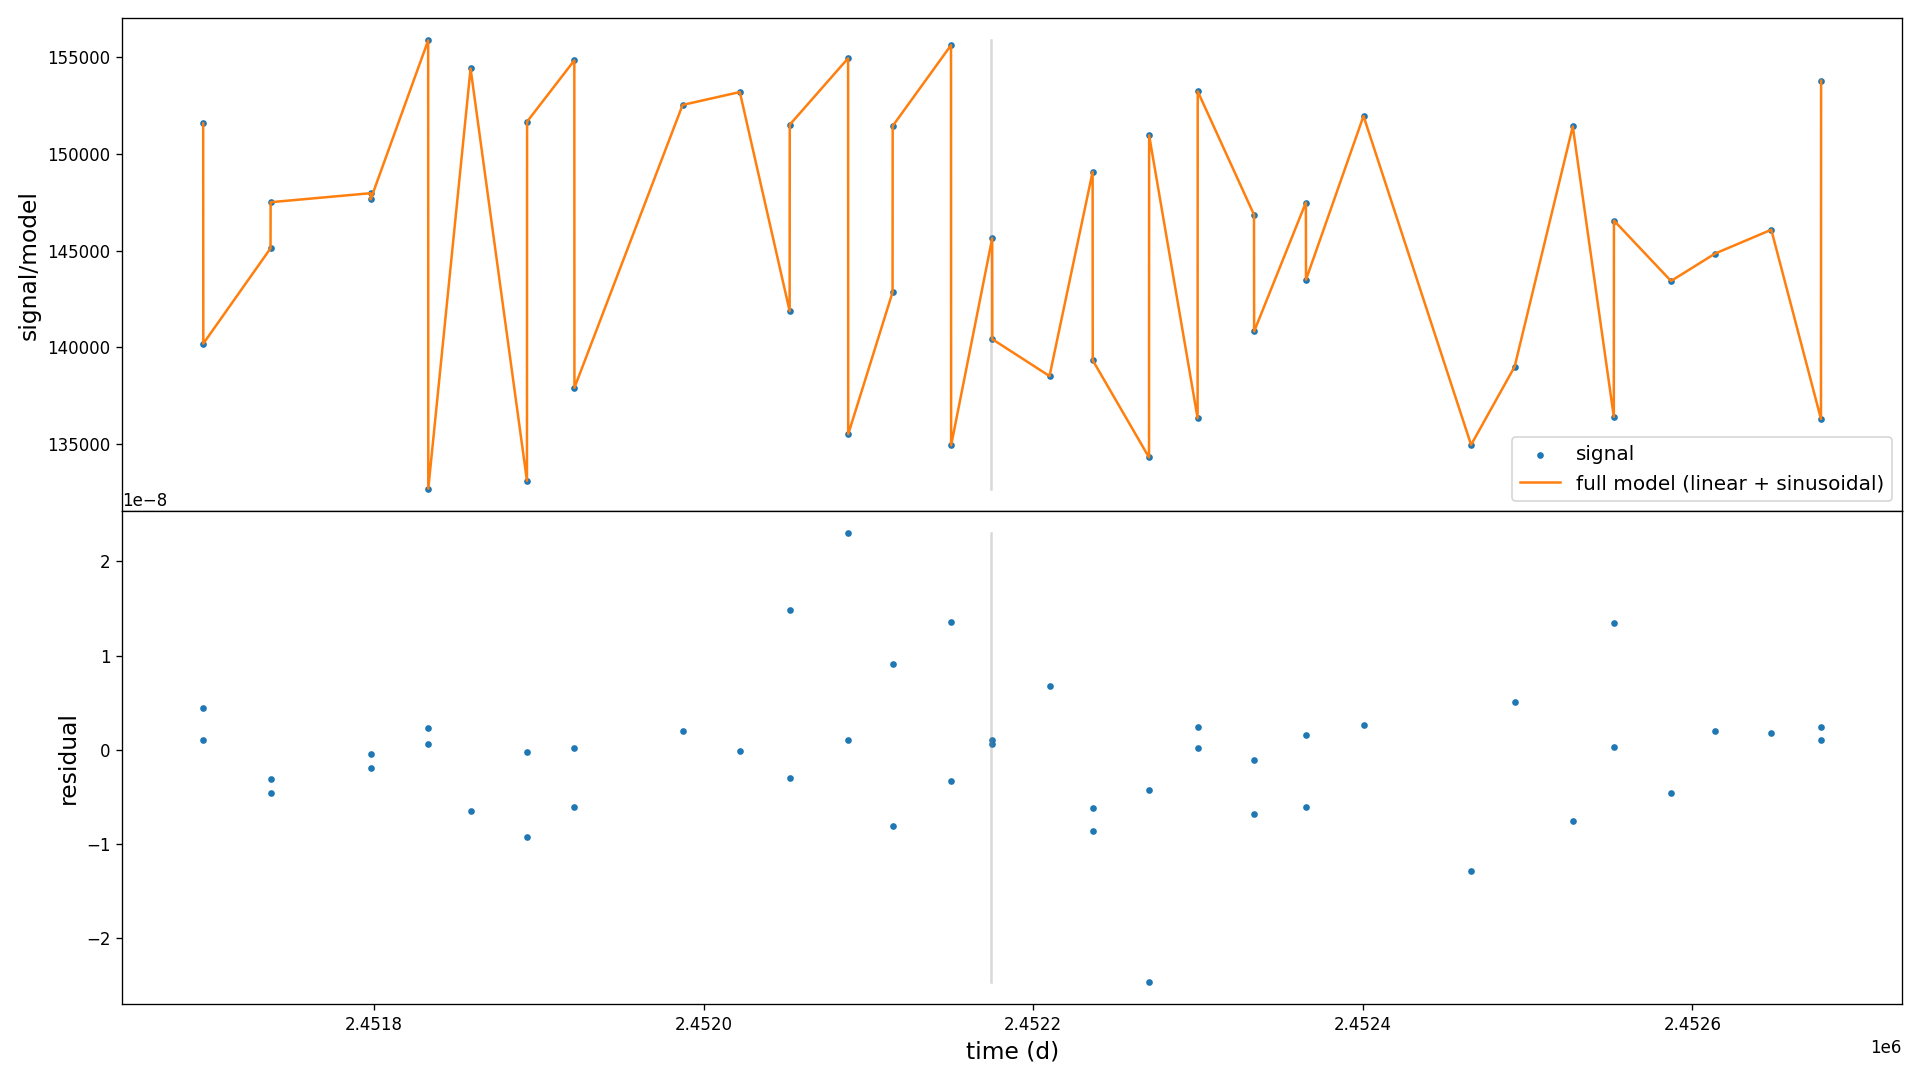 155000
150000
145000
140000
135000
signal/model
signal
full model (linear + sinusoidal)
1e−8
2
1
0
−1
−2
residual
2.4518
2.4520
2.4522
2.4524
2.4526
1e6
time (d)